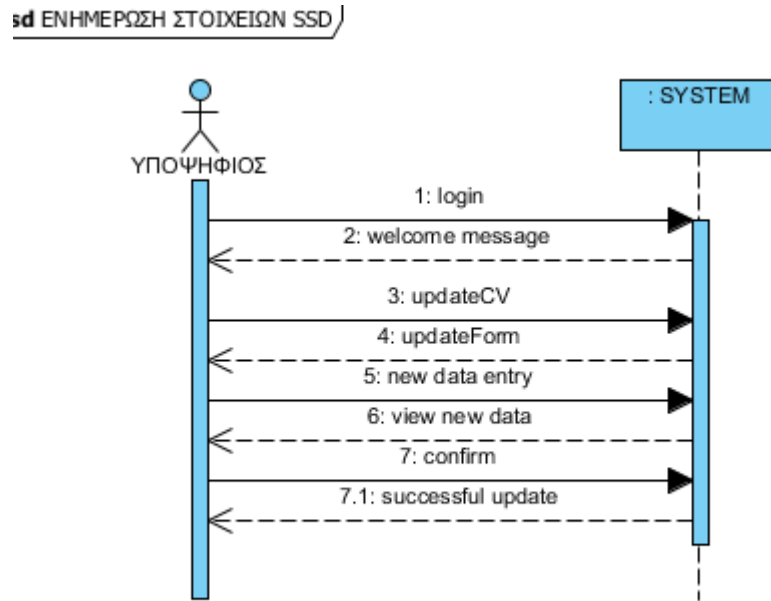 sd ΕΝΗΜΕΡΩΣΗ ΣΤΟΙΧΕΙΩΝ SSD
: SYSTEM
ΥΠΟΨΗΦΙΟΣ
1: login
2: welcome message
3: updateCV
4: updateForm
5: new data entry
6: view new data
7: confirm
7.1: successful update